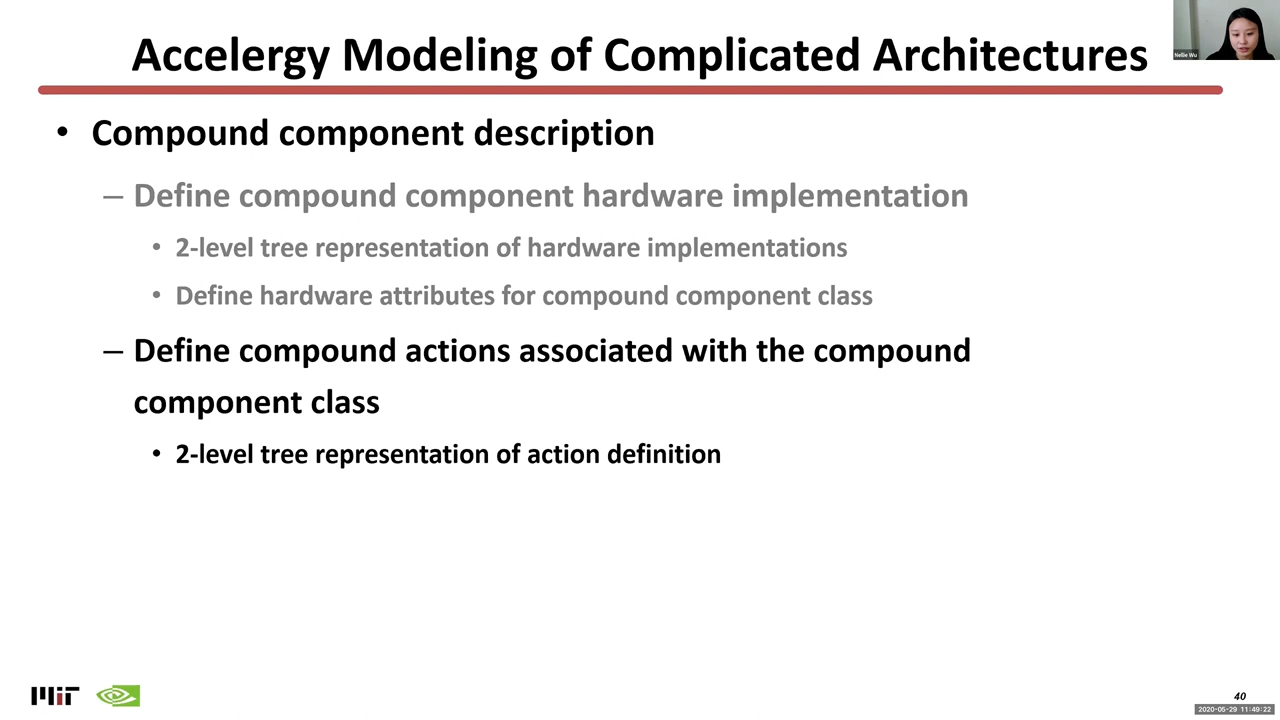 Accelergy Modeling of Complicated Architectures
Nellie Wu
• Compound component description
– Define compound component hardware implementation
• 2-level tree representation of hardware implementations
• Define hardware attributes for compound component class
– Define compound actions associated with the compound
component class
• 2-level tree representation of action definition
MIT
40
2020-05-29 11:49:22